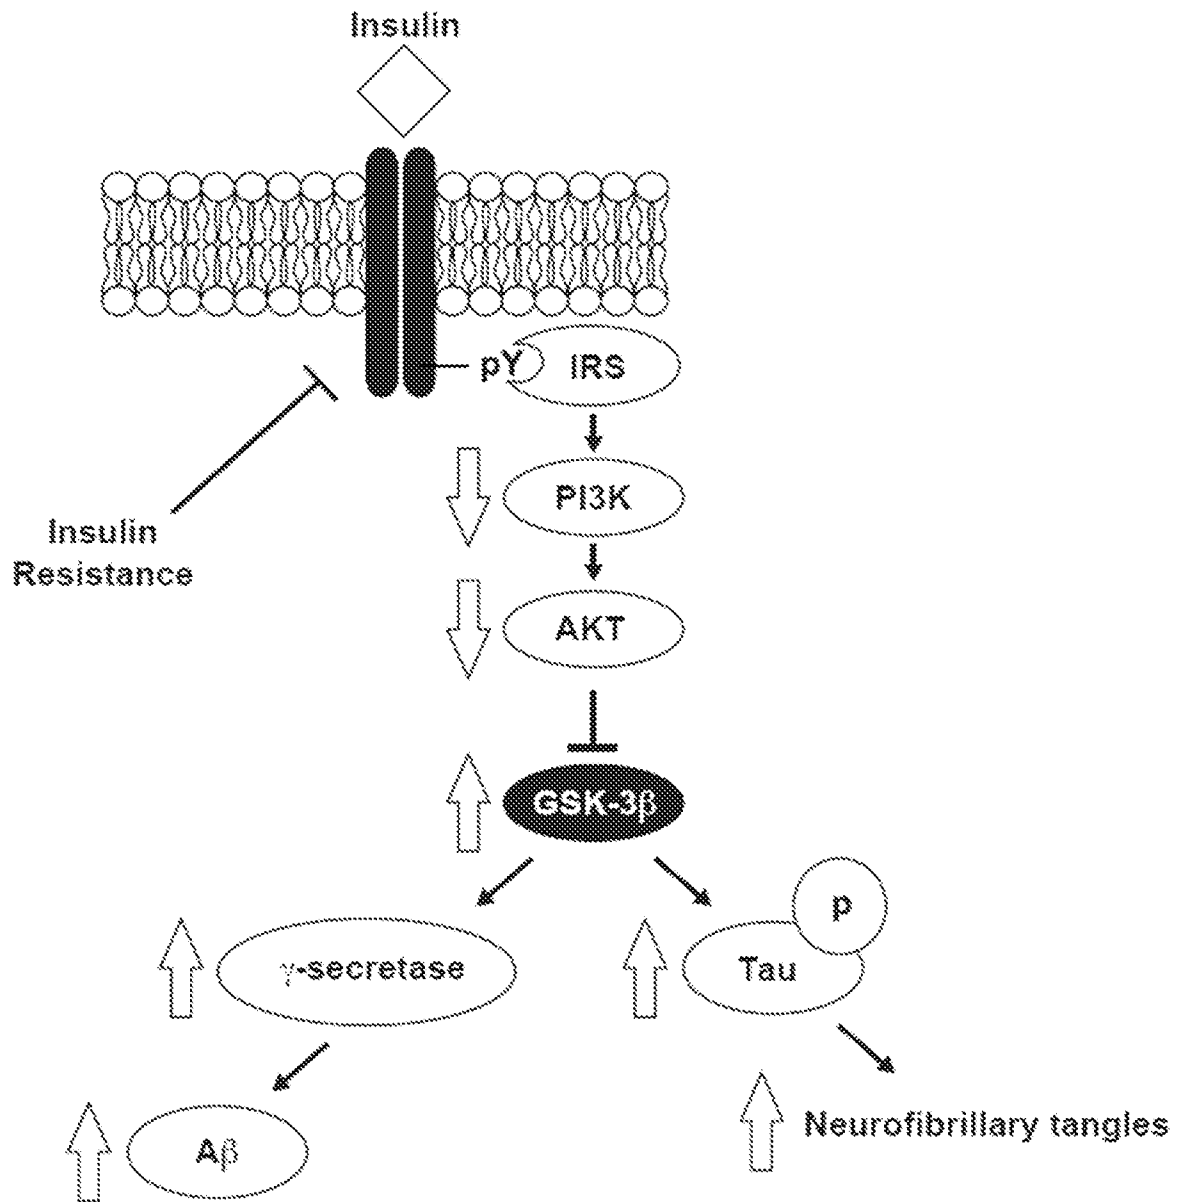 Insulin
pY
IRS
PI3K
Insulin
Resistance
AKT
GSK-3β
p
γ-secretase
Tau
Neurofibrillary tangles
Aβ